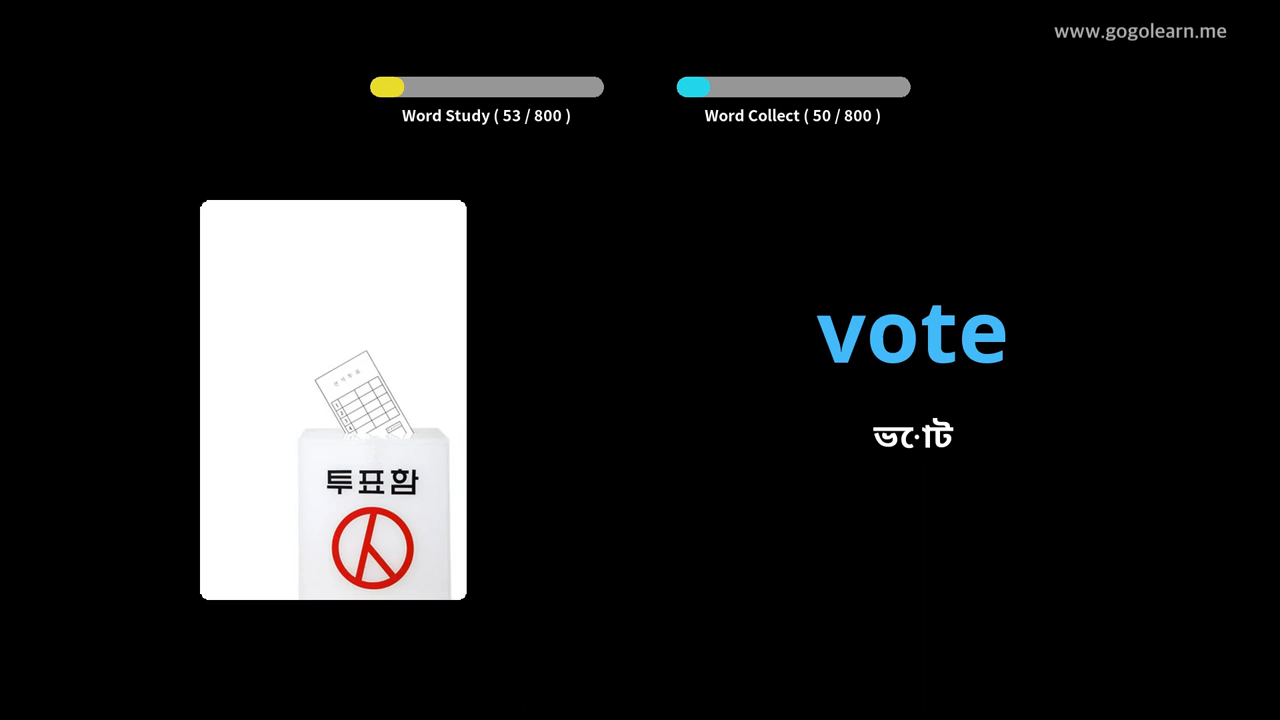 www.gogolearn.me
Word Study ( 53 / 800 )
Word Collect ( 50 / 800 )
vote
ভোট
투표함